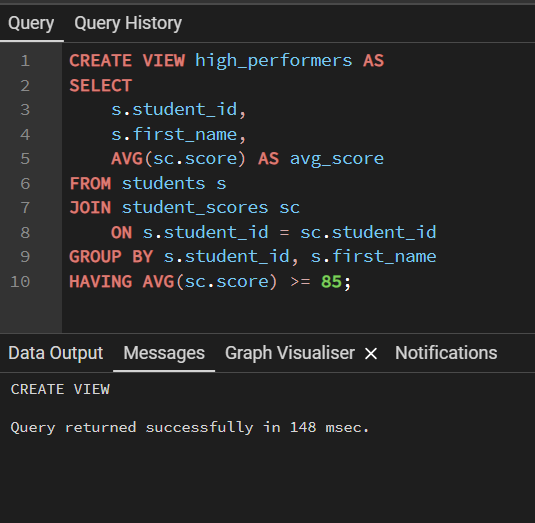 Query Query History
1 CREATE VIEW high_performers AS
2 SELECT
3 s.student_id,
4 s.first_name,
5 AVG(sc.score) AS avg_score
6 FROM students s
7 JOIN student_scores sc
8 ON s.student_id = sc.student_id
9 GROUP BY s.student_id, s.first_name
10 HAVING AVG(sc.score) >= 85;
Data Output Messages Graph Visualiser × Notifications
CREATE VIEW
Query returned successfully in 148 msec.